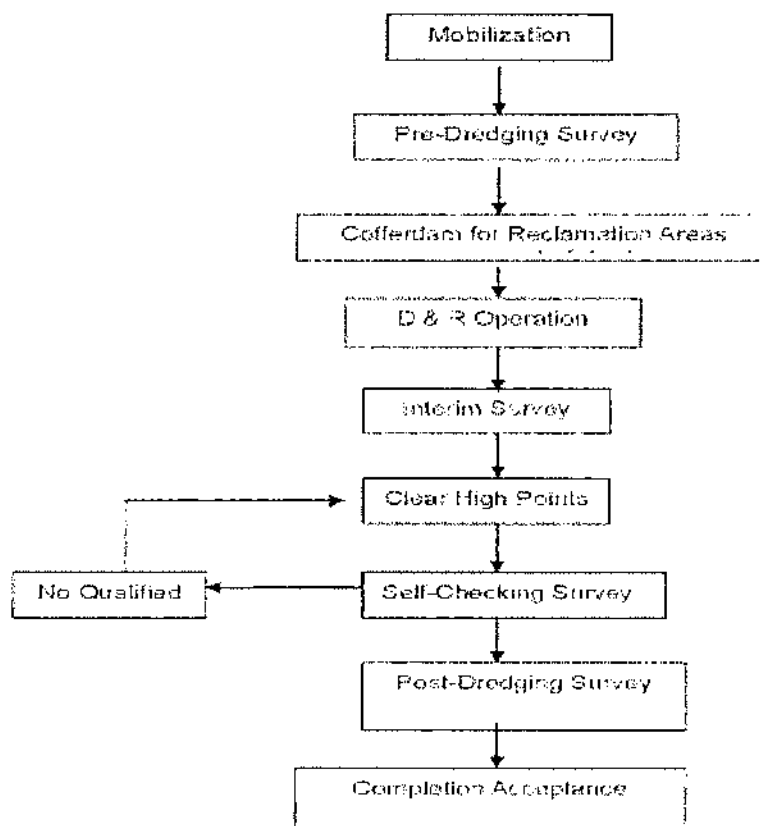 Mobilization
Pre-Dredging Survey
Cofferdam for Reclamation Areas
D & R Operation
Interim Survey
Clear High Points
No Qualified
Self-Checking Survey
Post-Dredging Survey
Completion Acceptance